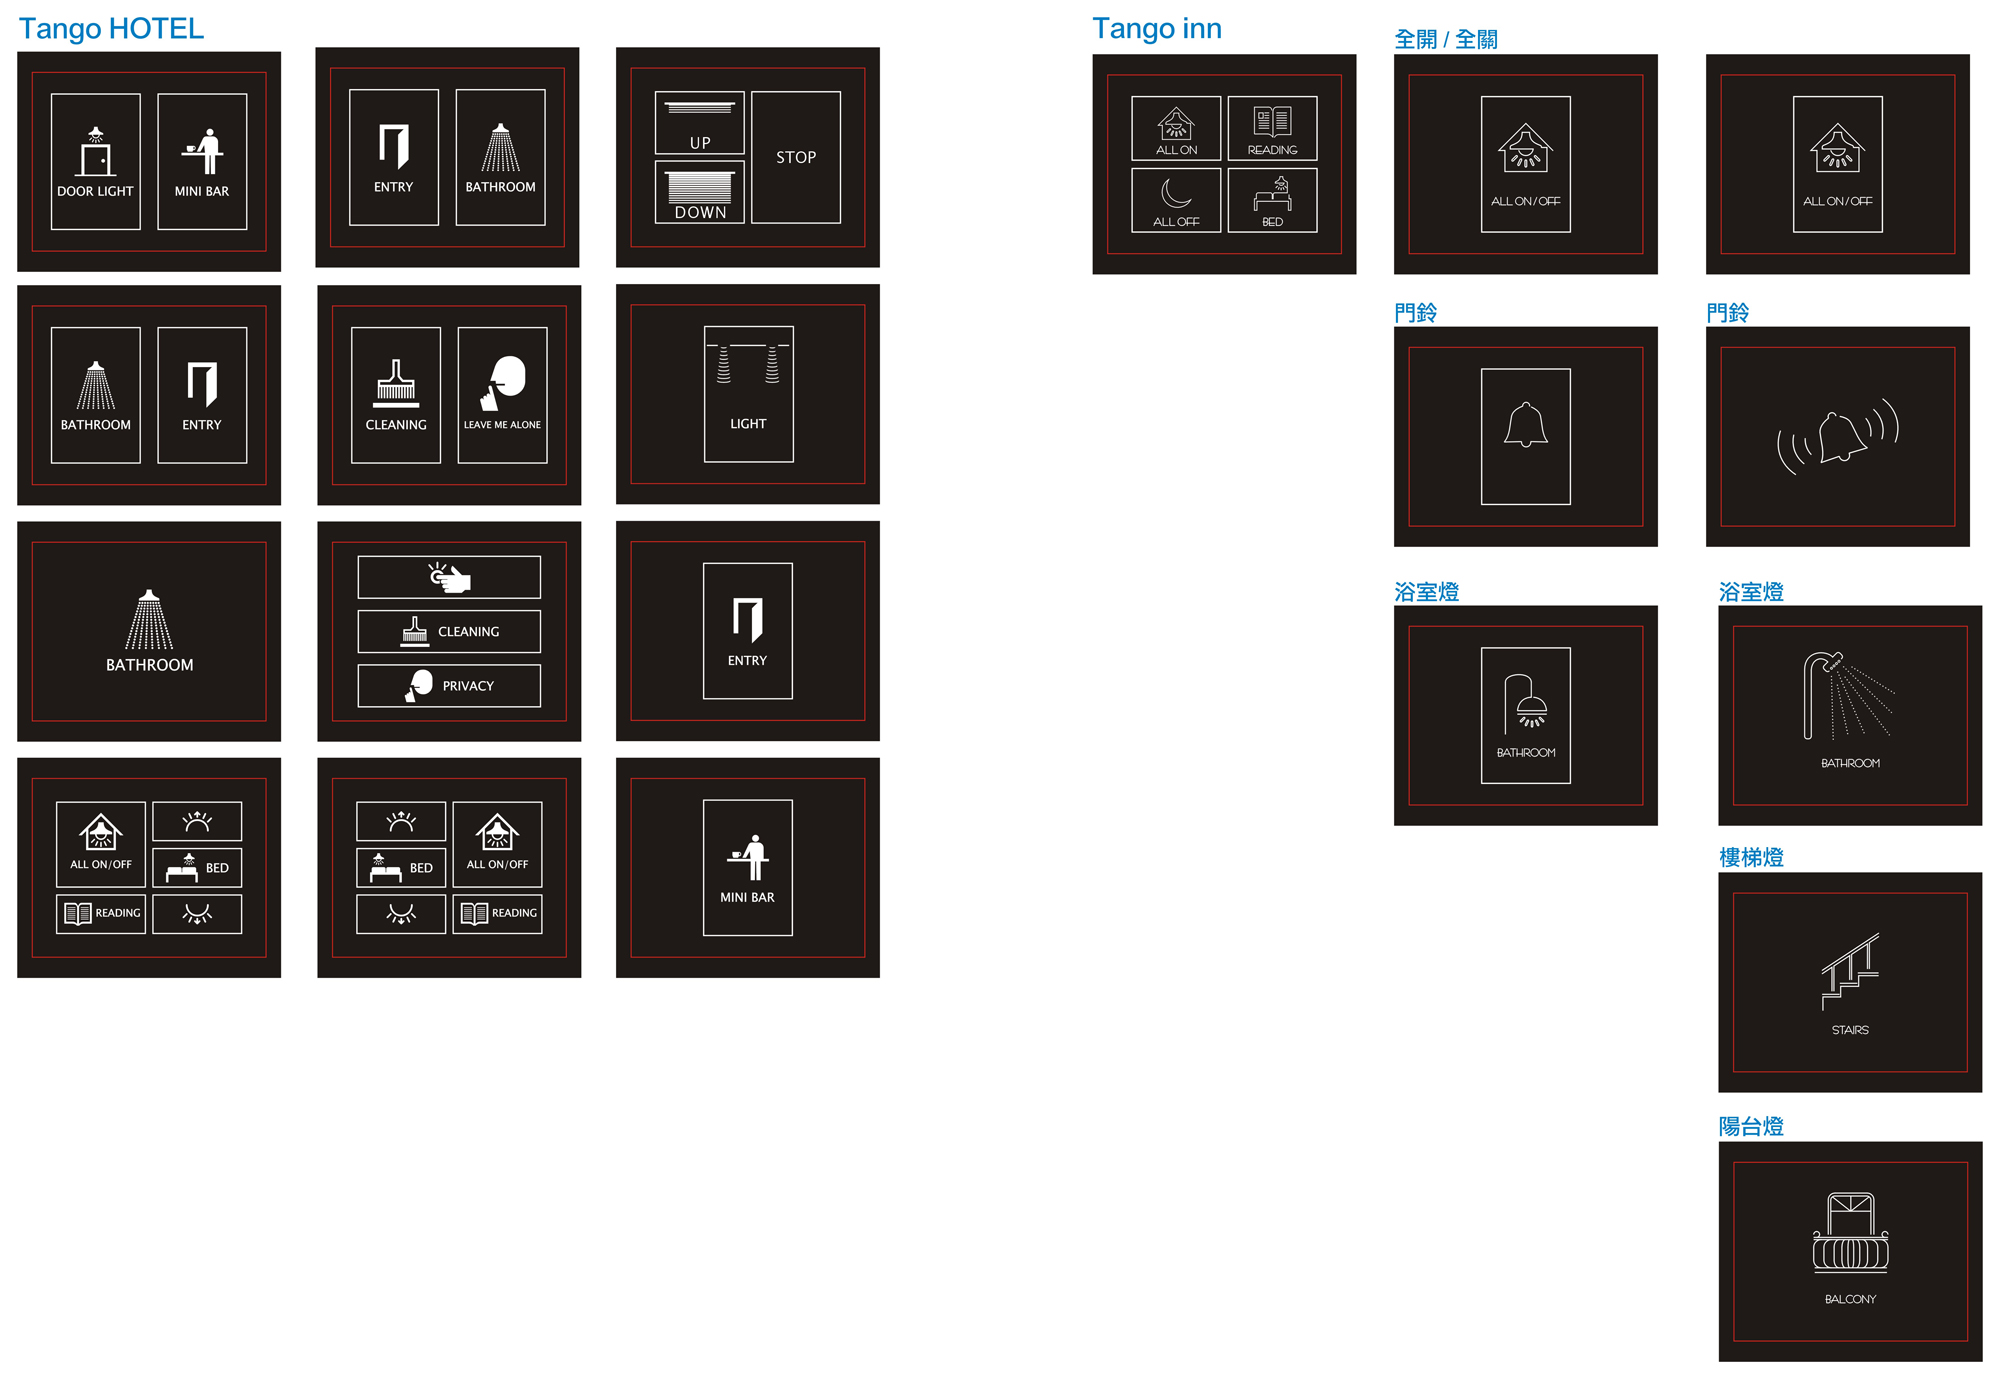 Tango HOTEL
DOOR LIGHT
MINI BAR
ENTRY
BATHROOM
UP
DOWN
STOP
BATHROOM
ENTRY
CLEANING
LEAVE ME ALONE
LIGHT
BATHROOM
CLEANING
PRIVACY
ENTRY
ALL ON/OFF
BED
READING
BED
ALL ON/OFF
READING
MINI BAR
Tango inn
ALL ON
READING
ALL OFF
BED
全開 / 全關
ALL ON/OFF
ALL ON/OFF
門鈴
門鈴
浴室燈
BATHROOM
浴室燈
BATHROOM
樓梯燈
STAIRS
陽台燈
BALCONY